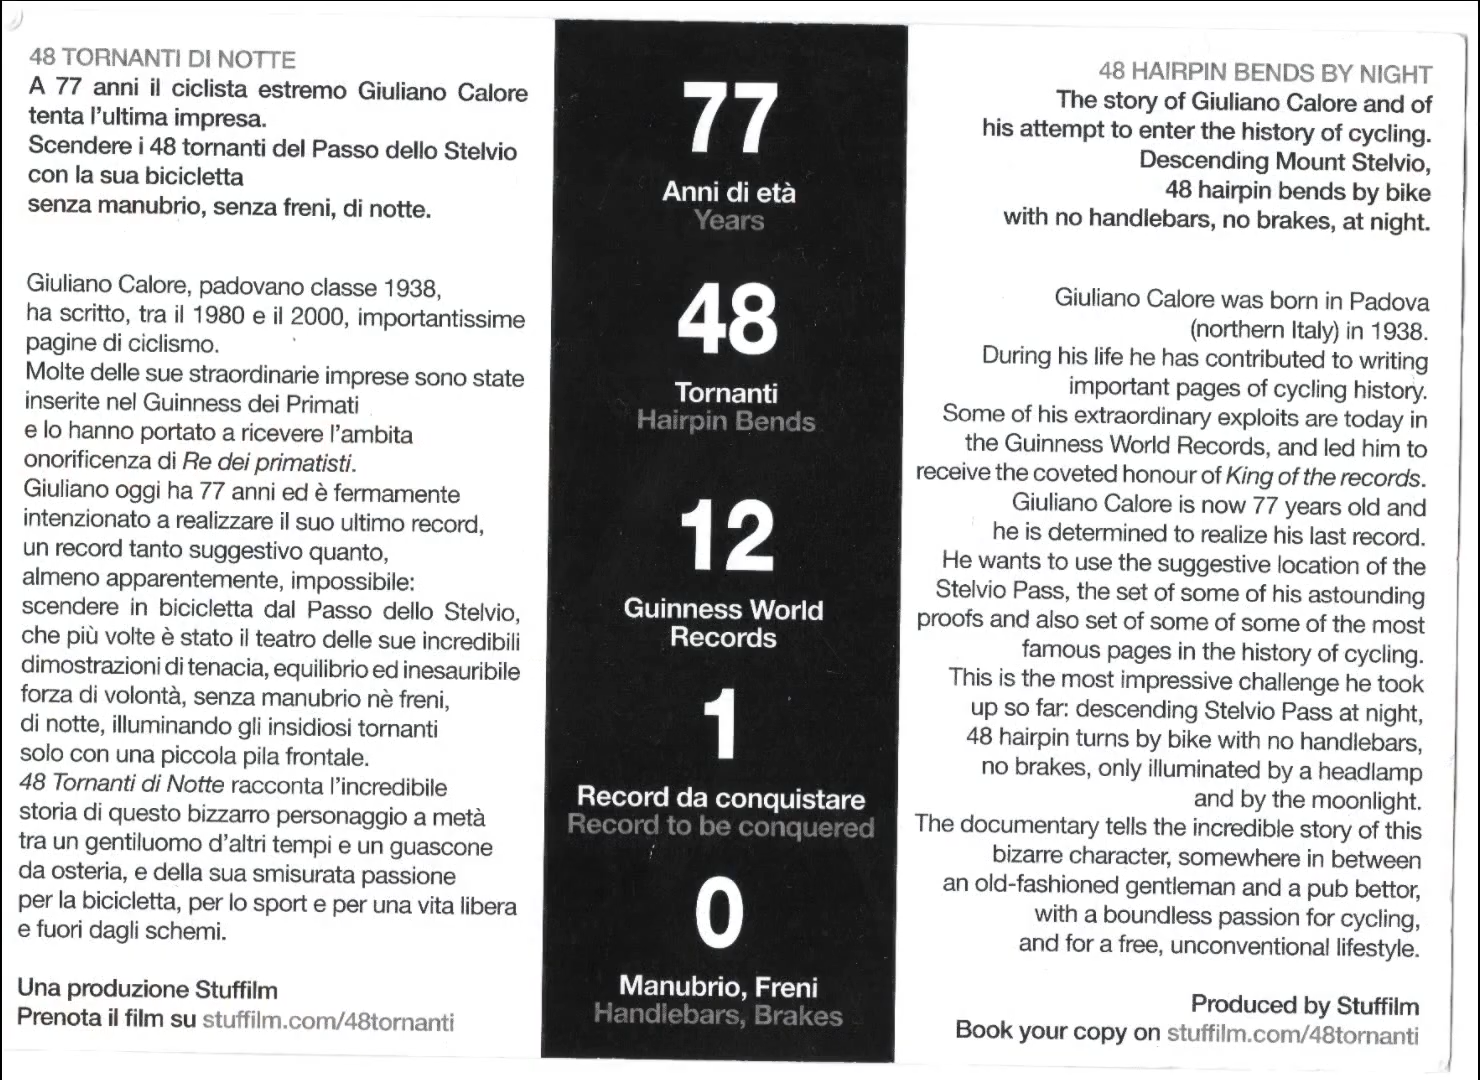 48 TORNANTI DI NOTTE
A 77 anni il ciclista estremo Giuliano Calore
tenta l'ultima impresa.
Scendere i 48 tornanti del Passo dello Stelvio
con la sua bicicletta
senza manubrio, senza freni, di notte.
Giuliano Calore, padovano classe 1938,
ha scritto, tra il 1980 e il 2000, importantissime
pagine di ciclismo.
Molte delle sue straordinarie imprese sono state
inserite nel Guinness dei Primati
e lo hanno portato a ricevere l'ambita
onorificenza di Re dei primatisti.
Giuliano oggi ha 77 anni ed è fermamente
intenzionato a realizzare il suo ultimo record,
un record tanto suggestivo quanto,
almeno apparentemente, impossibile:
scendere in bicicletta dal Passo dello Stelvio,
che più volte è stato il teatro delle sue incredibili
dimostrazioni di tenacia, equilibrio ed inesauribile
forza di volontà, senza manubrio nè freni,
di notte, illuminando gli insidiosi tornanti
solo con una piccola pila frontale.
48 Tornanti di Notte racconta l'incredibile
storia di questo bizzarro personaggio a metà
tra un gentiluomo d'altri tempi e un guascone
da osteria, e della sua smisurata passione
per la bicicletta, per lo sport e per una vita libera
e fuori dagli schemi.
Una produzione Stuffilm
Prenota il film su stuffilm.com/48tornanti
77
Anni di età
Years
48
Tornanti
Hairpin Bends
12
Guinness World
Records
1
Record da conquistare
Record to be conquered
0
Manubrio, Freni
Handlebars, Brakes
48 HAIRPIN BENDS BY NIGHT
The story of Giuliano Calore and of
his attempt to enter the history of cycling.
Descending Mount Stelvio,
48 hairpin bends by bike
with no handlebars, no brakes, at night.
Giuliano Calore was born in Padova
(northern Italy) in 1938.
During his life he has contributed to writing
important pages of cycling history.
Some of his extraordinary exploits are today in
the Guinness World Records, and led him to
receive the coveted honour of King of the records.
Giuliano Calore is now 77 years old and
he is determined to realize his last record.
He wants to use the suggestive location of the
Stelvio Pass, the set of some of his astounding
proofs and also set of some of some of the most
famous pages in the history of cycling.
This is the most impressive challenge he took
up so far: descending Stelvio Pass at night,
48 hairpin turns by bike with no handlebars,
no brakes, only illuminated by a headlamp
and by the moonlight.
The documentary tells the incredible story of this
bizarre character, somewhere in between
an old-fashioned gentleman and a pub bettor,
with a boundless passion for cycling,
and for a free, unconventional lifestyle.
Produced by Stuffilm
Book your copy on stuffilm.com/48tornanti